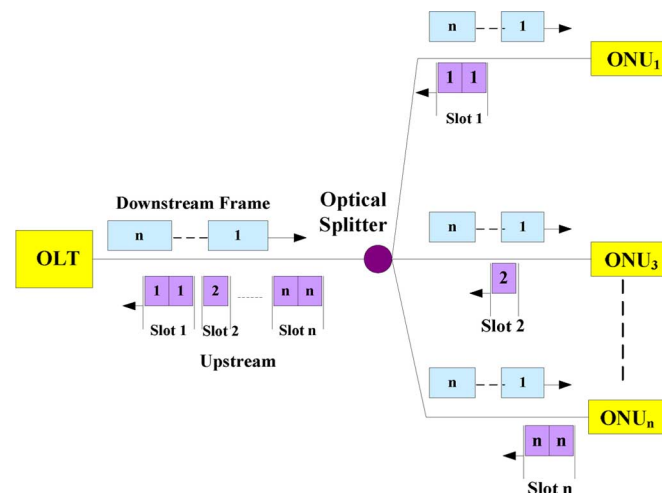 n 1
ONU₁
1 1
Slot 1
Downstream Frame
Optical
Splitter
n 1
OLT
n 1
ONU₃
1 1 2 n n
2
Slot 1 Slot 2 Slot n
Slot 2
Upstream
n 1
ONUₙ
n n
Slot n